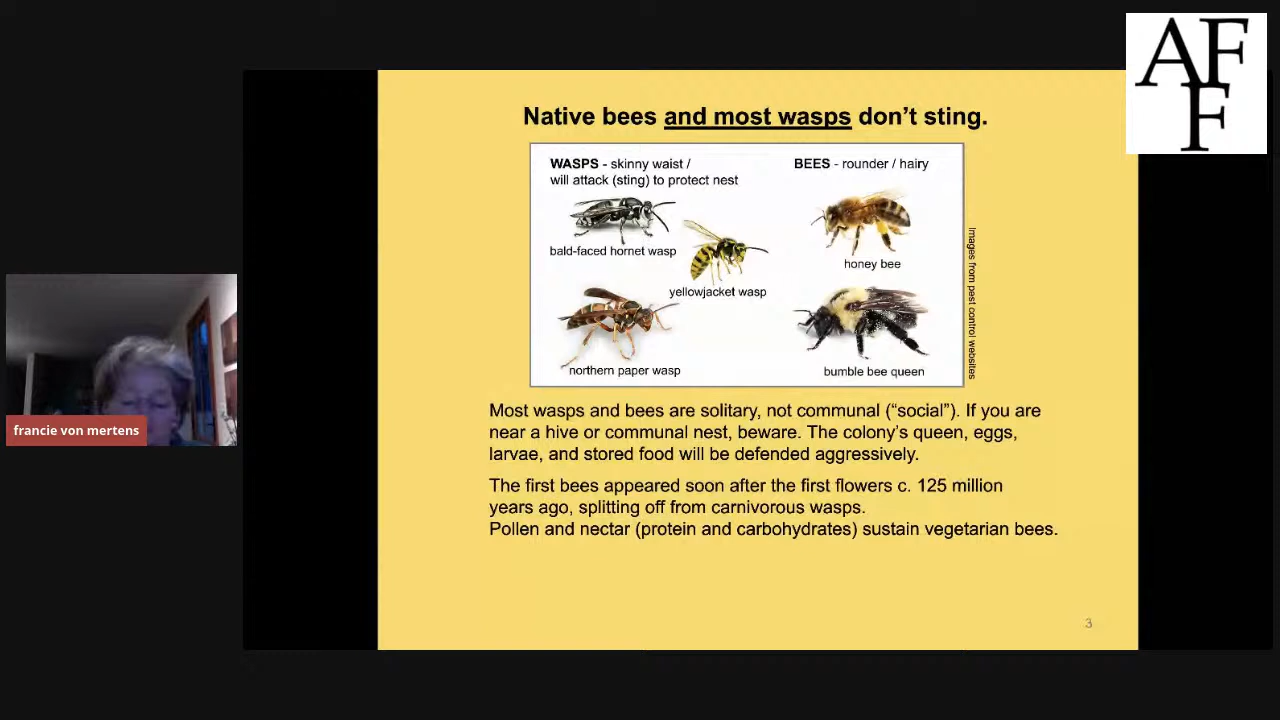 AF
F
Native bees and most wasps don’t sting.
WASPS - skinny waist /
will attack (sting) to protect nest
BEES - rounder / hairy
bald-faced hornet wasp
honey bee
yellowjacket wasp
northern paper wasp
bumble bee queen
Images from pest control websites
Most wasps and bees are solitary, not communal (“social”). If you are
near a hive or communal nest, beware. The colony’s queen, eggs,
larvae, and stored food will be defended aggressively.
The first bees appeared soon after the first flowers c. 125 million
years ago, splitting off from carnivorous wasps.
Pollen and nectar (protein and carbohydrates) sustain vegetarian bees.
3
francie von mertens